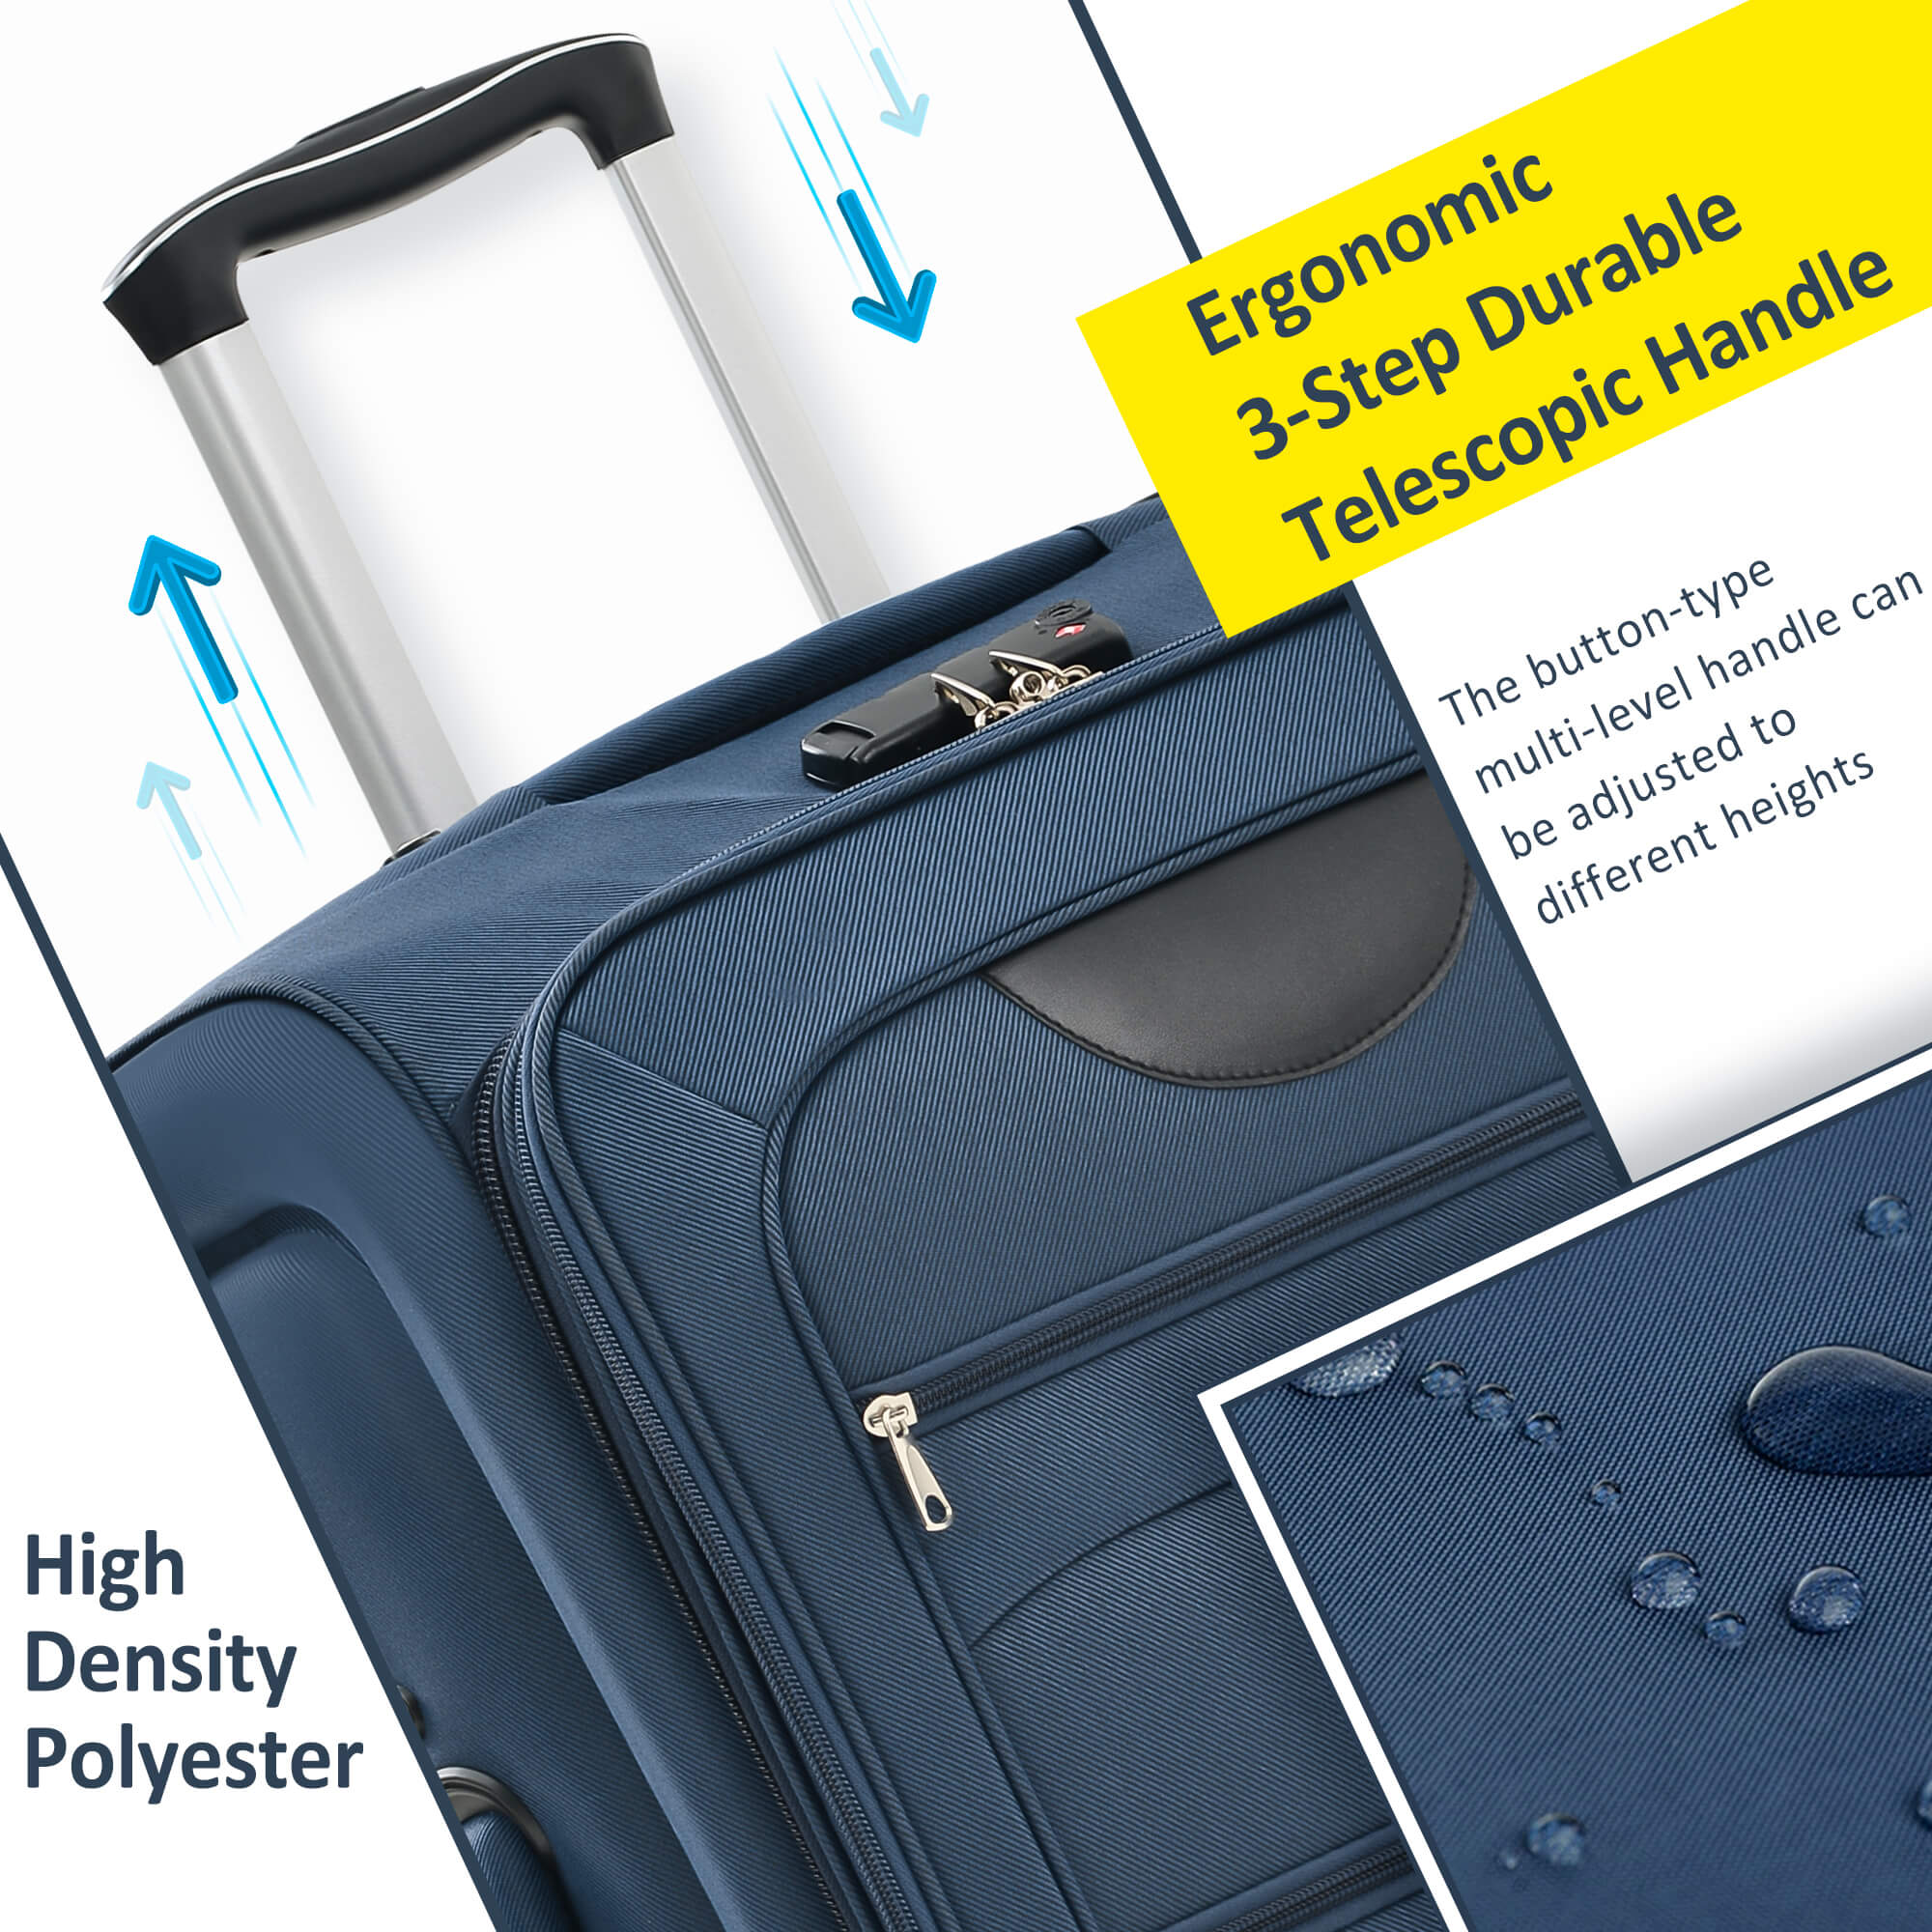 Ergonomic
3-Step Durable
Telescopic Handle
The button-type
multi-level handle can
be adjusted to
different heights
High
Density
Polyester